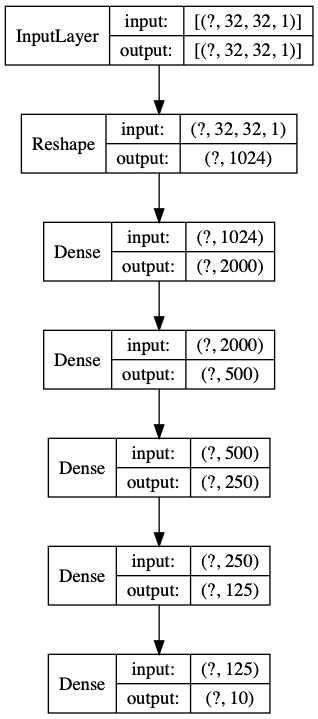 InputLayer input: [(?, 32, 32, 1)]
output: [(?, 32, 32, 1)]
Reshape input: (?, 32, 32, 1)
output: (?, 1024)
Dense input: (?, 1024)
output: (?, 2000)
Dense input: (?, 2000)
output: (?, 500)
Dense input: (?, 500)
output: (?, 250)
Dense input: (?, 250)
output: (?, 125)
Dense input: (?, 125)
output: (?, 10)